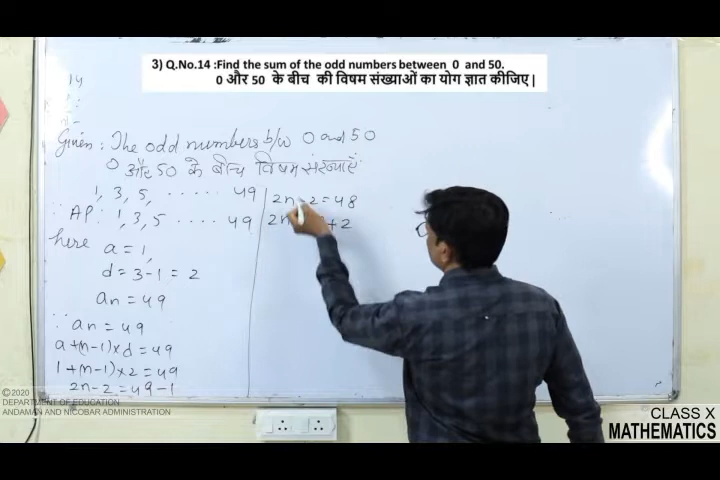 3) Q.No.14 :Find the sum of the odd numbers between 0 and 50.
0 और 50 के बीच की विषम संख्याओं का योग ज्ञात कीजिए |
14
Given : The odd numbers b/w 0 and 50
0 और 50 के बीच विषम संख्याएं
1, 3, 5, ...... 49
∴ AP : 1, 3, 5 ..... 49
here a = 1,
d = 3-1 = 2
an = 49
∵ an = 49
a+(n-1)×d = 49
1+(n-1)×2 = 49
2n-2 = 49-1
2n-2 = 48
2n + 2
©2020
DEPARTMENT OF EDUCATION
ANDAMAN AND NICOBAR ADMINISTRATION
CLASS X
MATHEMATICS